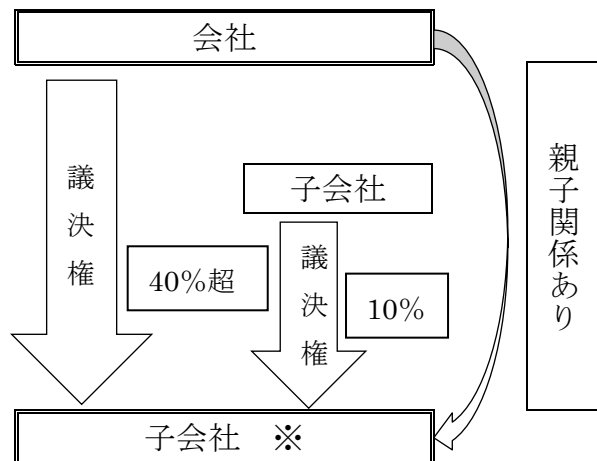 会社
議決権
40%超
子会社
議決権
10%
親子関係あり
子会社　※